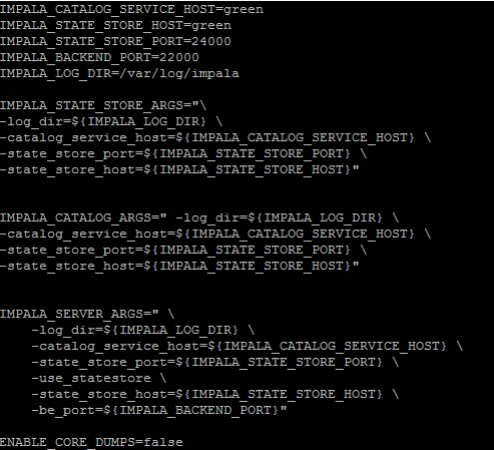 IMPALA_CATALOG_SERVICE_HOST=green
IMPALA_STATE_STORE_HOST=green
IMPALA_STATE_STORE_PORT=24000
IMPALA_BACKEND_PORT=22000
IMPALA_LOG_DIR=/var/log/impala
IMPALA_STATE_STORE_ARGS="\
-log_dir=${IMPALA_LOG_DIR} \
-catalog_service_host=${IMPALA_CATALOG_SERVICE_HOST} \
-state_store_port=${IMPALA_STATE_STORE_PORT} \
-state_store_host=${IMPALA_STATE_STORE_HOST}"
IMPALA_CATALOG_ARGS=" -log_dir=${IMPALA_LOG_DIR} \
-catalog_service_host=${IMPALA_CATALOG_SERVICE_HOST} \
-state_store_port=${IMPALA_STATE_STORE_PORT} \
-state_store_host=${IMPALA_STATE_STORE_HOST}"
IMPALA_SERVER_ARGS=" \
    -log_dir=${IMPALA_LOG_DIR} \
    -catalog_service_host=${IMPALA_CATALOG_SERVICE_HOST} \
    -state_store_port=${IMPALA_STATE_STORE_PORT} \
    -use_statestore \
    -state_store_host=${IMPALA_STATE_STORE_HOST} \
    -be_port=${IMPALA_BACKEND_PORT}"
ENABLE_CORE_DUMPS=false